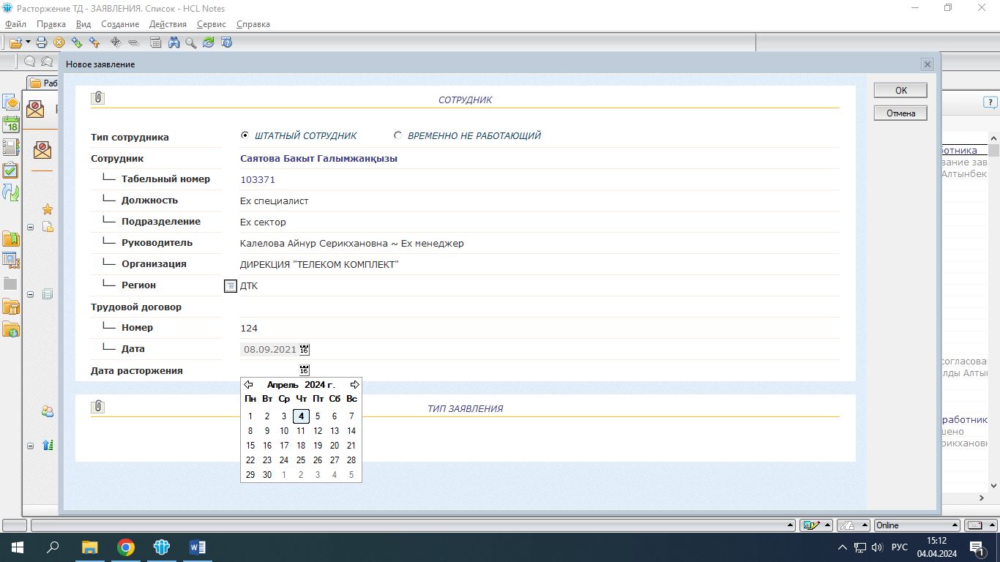 Расторжение ТД - ЗАЯВЛЕНИЯ. Список - HCL Notes
Файл Правка Вид Создание Действия Сервис Справка
Новое заявление
Раб
18
СОТРУДНИК
OK
Отмена
?
Тип сотрудника ШТАТНЫЙ СОТРУДНИК ВРЕМЕННО НЕ РАБОТАЮЩИЙ
Сотрудник Саятова Бакыт Галымжанқызы
Табельный номер 103371
Должность Ex специалист
Подразделение Ex сектор
Руководитель Калелова Айнур Серикхановна ~ Ex менеджер
Организация ДИРЕКЦИЯ "ТЕЛЕКОМ КОМПЛЕКТ"
Регион ДТК
Трудовой договор
Номер 124
Дата 08.09.2021 16
Дата расторжения 16
Апрель 2024 г.
Пн Вт Ср Чт Пт Сб Вс
1 2 3 4 5 6 7
8 9 10 11 12 13 14
15 16 17 18 19 20 21
22 23 24 25 26 27 28
29 30 1 2 3 4 5
ТИП ЗАЯВЛЕНИЯ
ботника
вание зав
Алтынбек
согласова
лды Алты
работник
шено
рикхановн
Online
РУС
15:12
04.04.2024
1